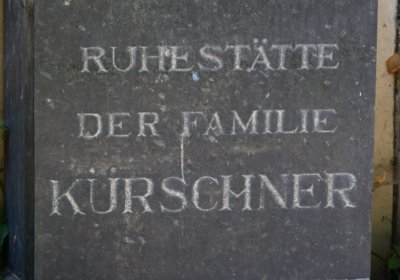 RUHESTÄTTE
DER FAMILIE
KÜRSCHNER